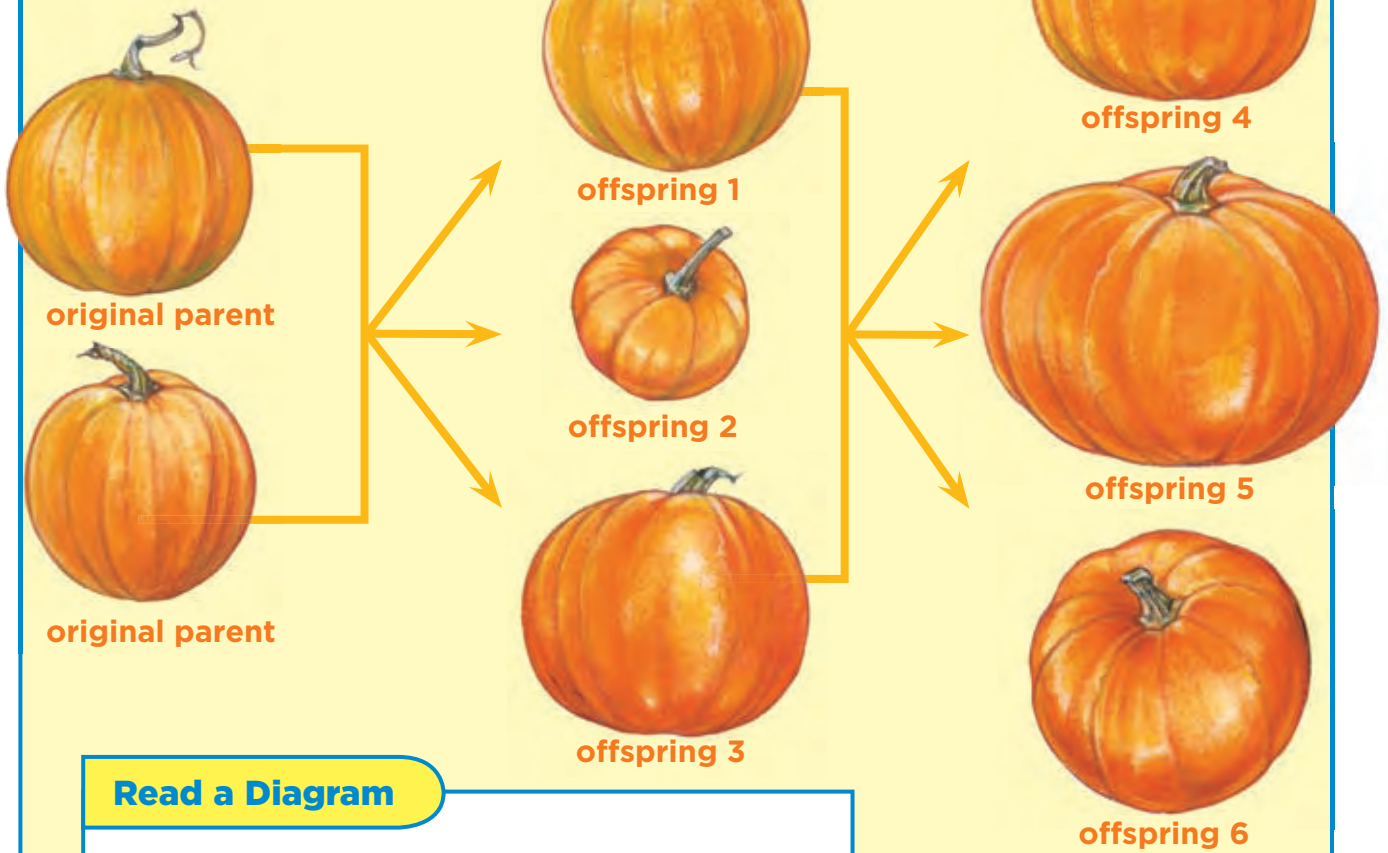 original parent
original parent
offspring 1
offspring 2
offspring 3
offspring 4
offspring 5
offspring 6
Read a Diagram